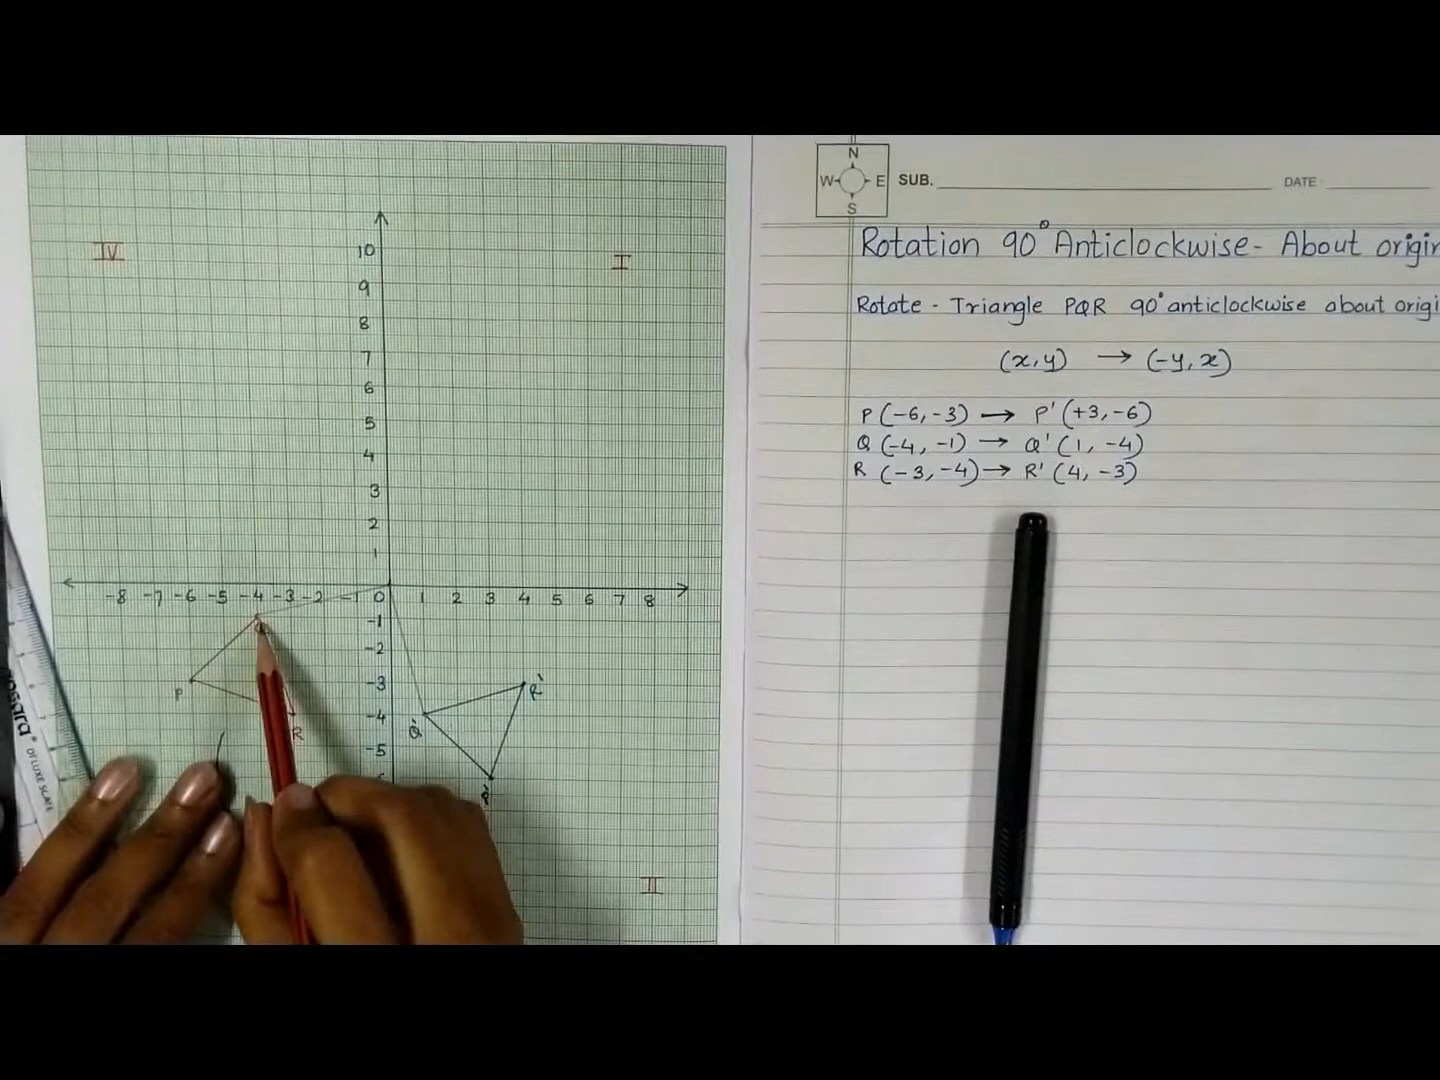 N
W E SUB. DATE
S
Rotation 90° Anticlockwise - About origin
Rotate - Triangle PQR 90° anticlockwise about origi
(x,y) → (-y, x)
P (-6, -3) → P' (+3, -6)
Q (-4, -1) → Q' (1, -4)
R (-3, -4) → R' (4, -3)
IV
I
10
9
8
7
6
5
4
3
2
1
-8 -7 -6 -5 -4 -3 -2 -1 0 1 2 3 4 5 6 7 8
-1
-2
-3
-4
-5
P
R
Q'
R'
P'
II
DELUXE SCALE